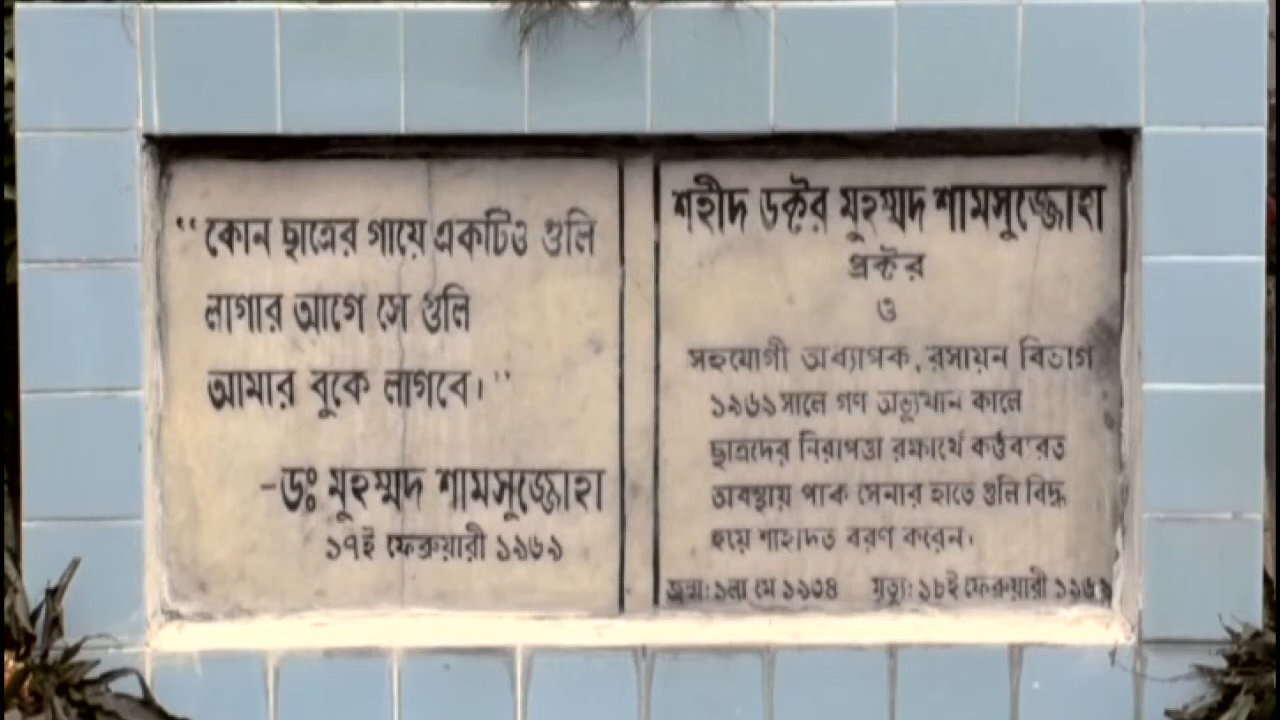 “কোন ছাত্রের গায়ে একটিও গুলি
লাগার আগে সে গুলি
আমার বুকে লাগবে।”
-ডঃ মুহম্মদ শামসুজ্জোহা
১৭ই ফেব্রুয়ারী ১৯৬৯
শহীদ ডক্টর মুহম্মদ শামসুজ্জোহা
প্রক্টর
ও
সহযোগী অধ্যাপক, রসায়ন বিভাগ
১৯৬৯ সালে গণ অভ্যুত্থান কালে
ছাত্রদের নিরাপত্তা রক্ষার্থে কর্তব্যরত
অবস্থায় পাক সেনার হাতে গুলি বিদ্ধ
হয়ে শাহাদত বরণ করেন।
জন্ম: ১লা মে ১৯৩৪ মৃত্যু: ১৮ই ফেব্রুয়ারী ১৯৬৯